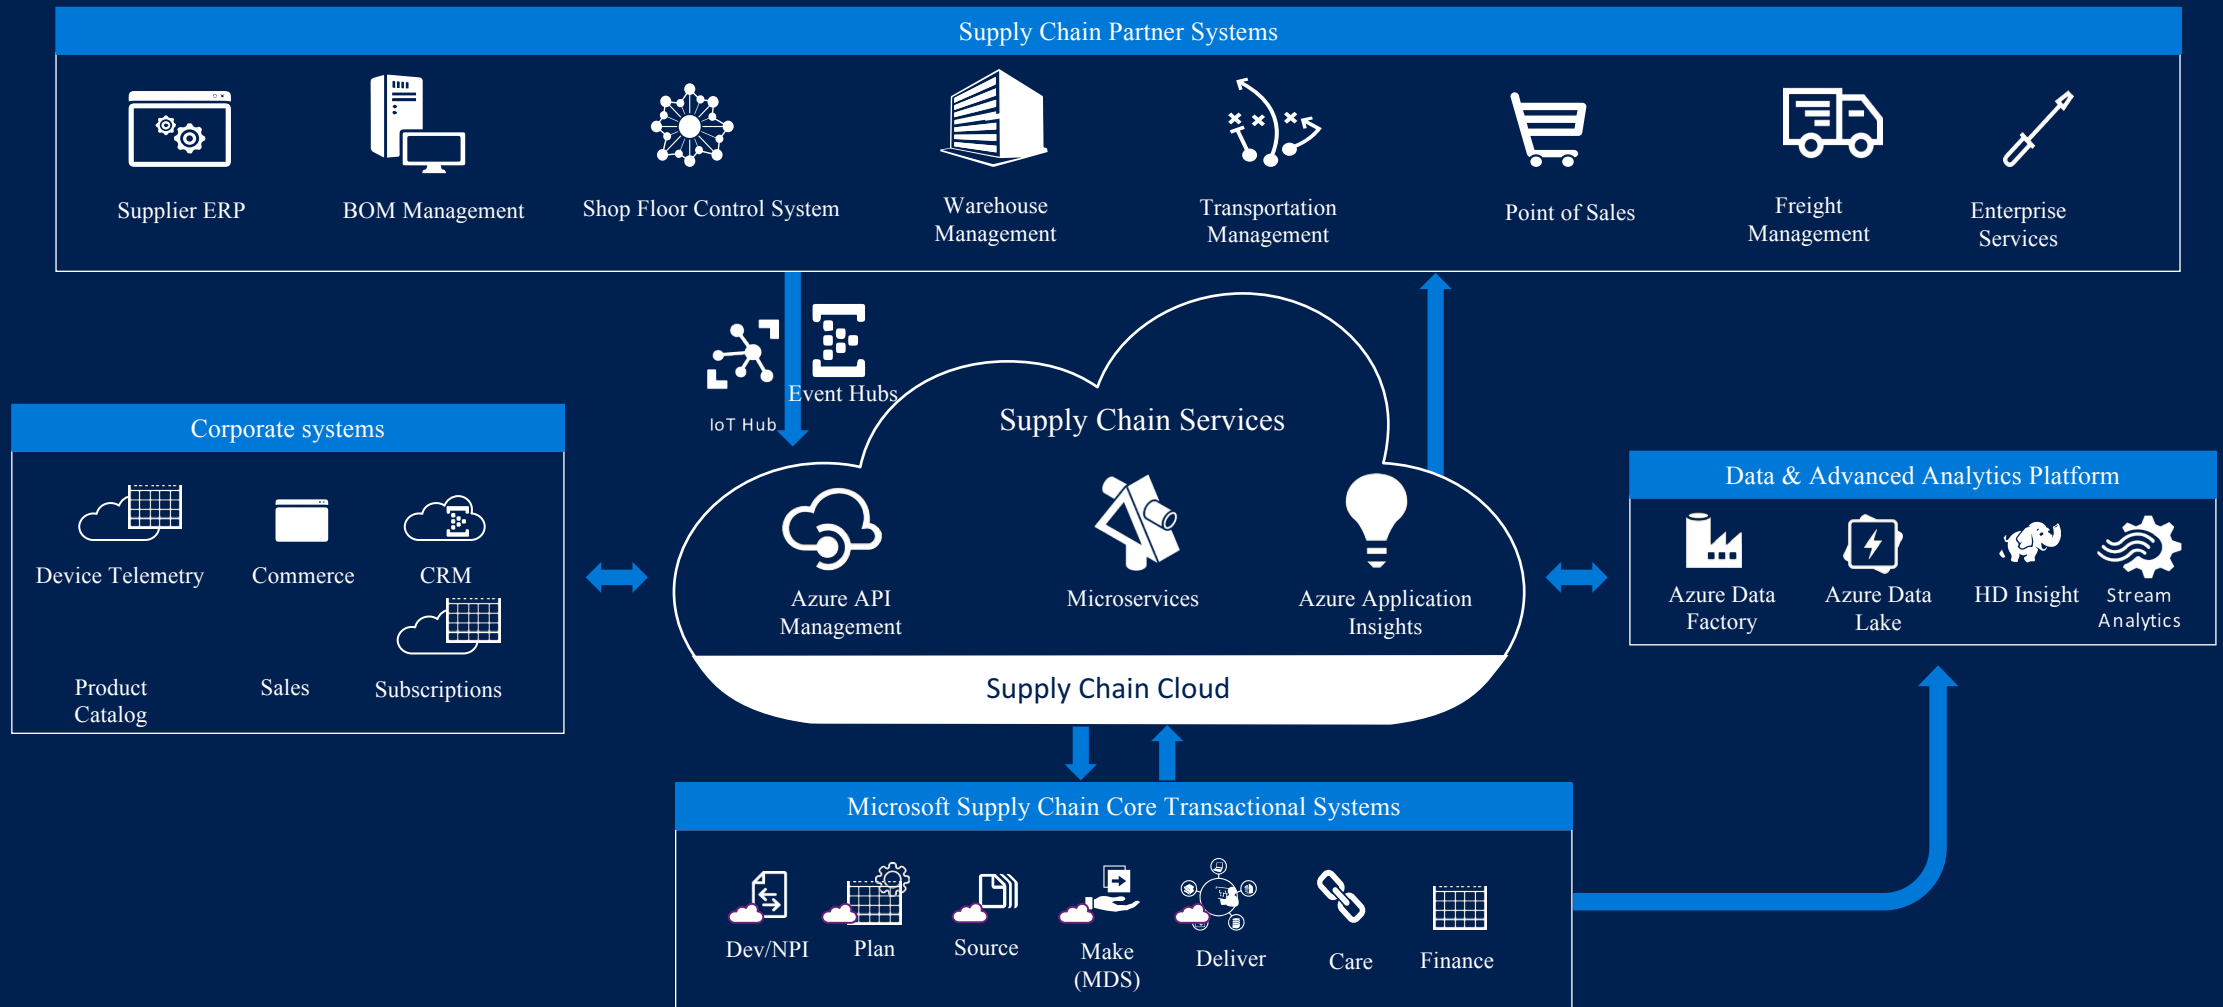 Supply Chain Partner Systems
Supplier ERP
BOM Management
Shop Floor Control System
Warehouse
Management
Transportation
Management
Point of Sales
Freight
Management
Enterprise
Services
IoT Hub
Event Hubs
Corporate systems
Device Telemetry
Commerce
CRM
Product
Catalog
Sales
Subscriptions
Supply Chain Services
Azure API
Management
Microservices
Azure Application
Insights
Supply Chain Cloud
Data & Advanced Analytics Platform
Azure Data
Factory
Azure Data
Lake
HD Insight
Stream
Analytics
Microsoft Supply Chain Core Transactional Systems
Dev/NPI
Plan
Source
Make
(MDS)
Deliver
Care
Finance